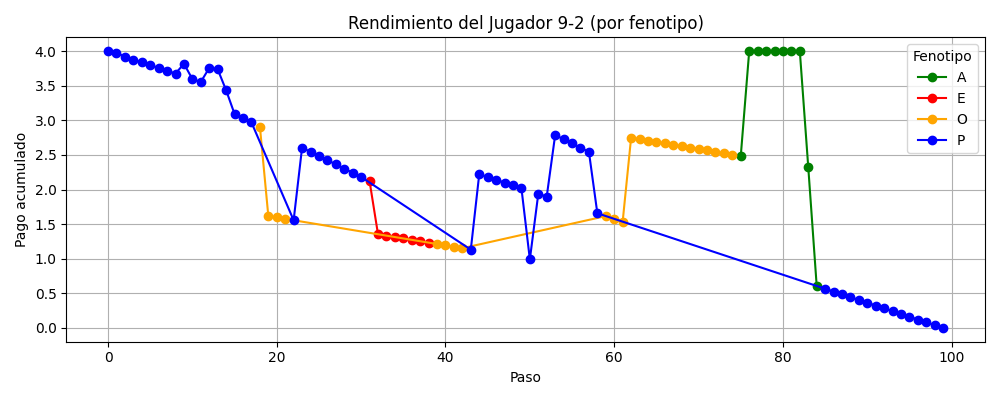 Rendimiento del Jugador 9-2 (por fenotipo)
Pago acumulado
4.0
3.5
3.0
2.5
2.0
1.5
1.0
0.5
0.0
Fenotipo
A
E
O
P
0 20 40 60 80 100
Paso